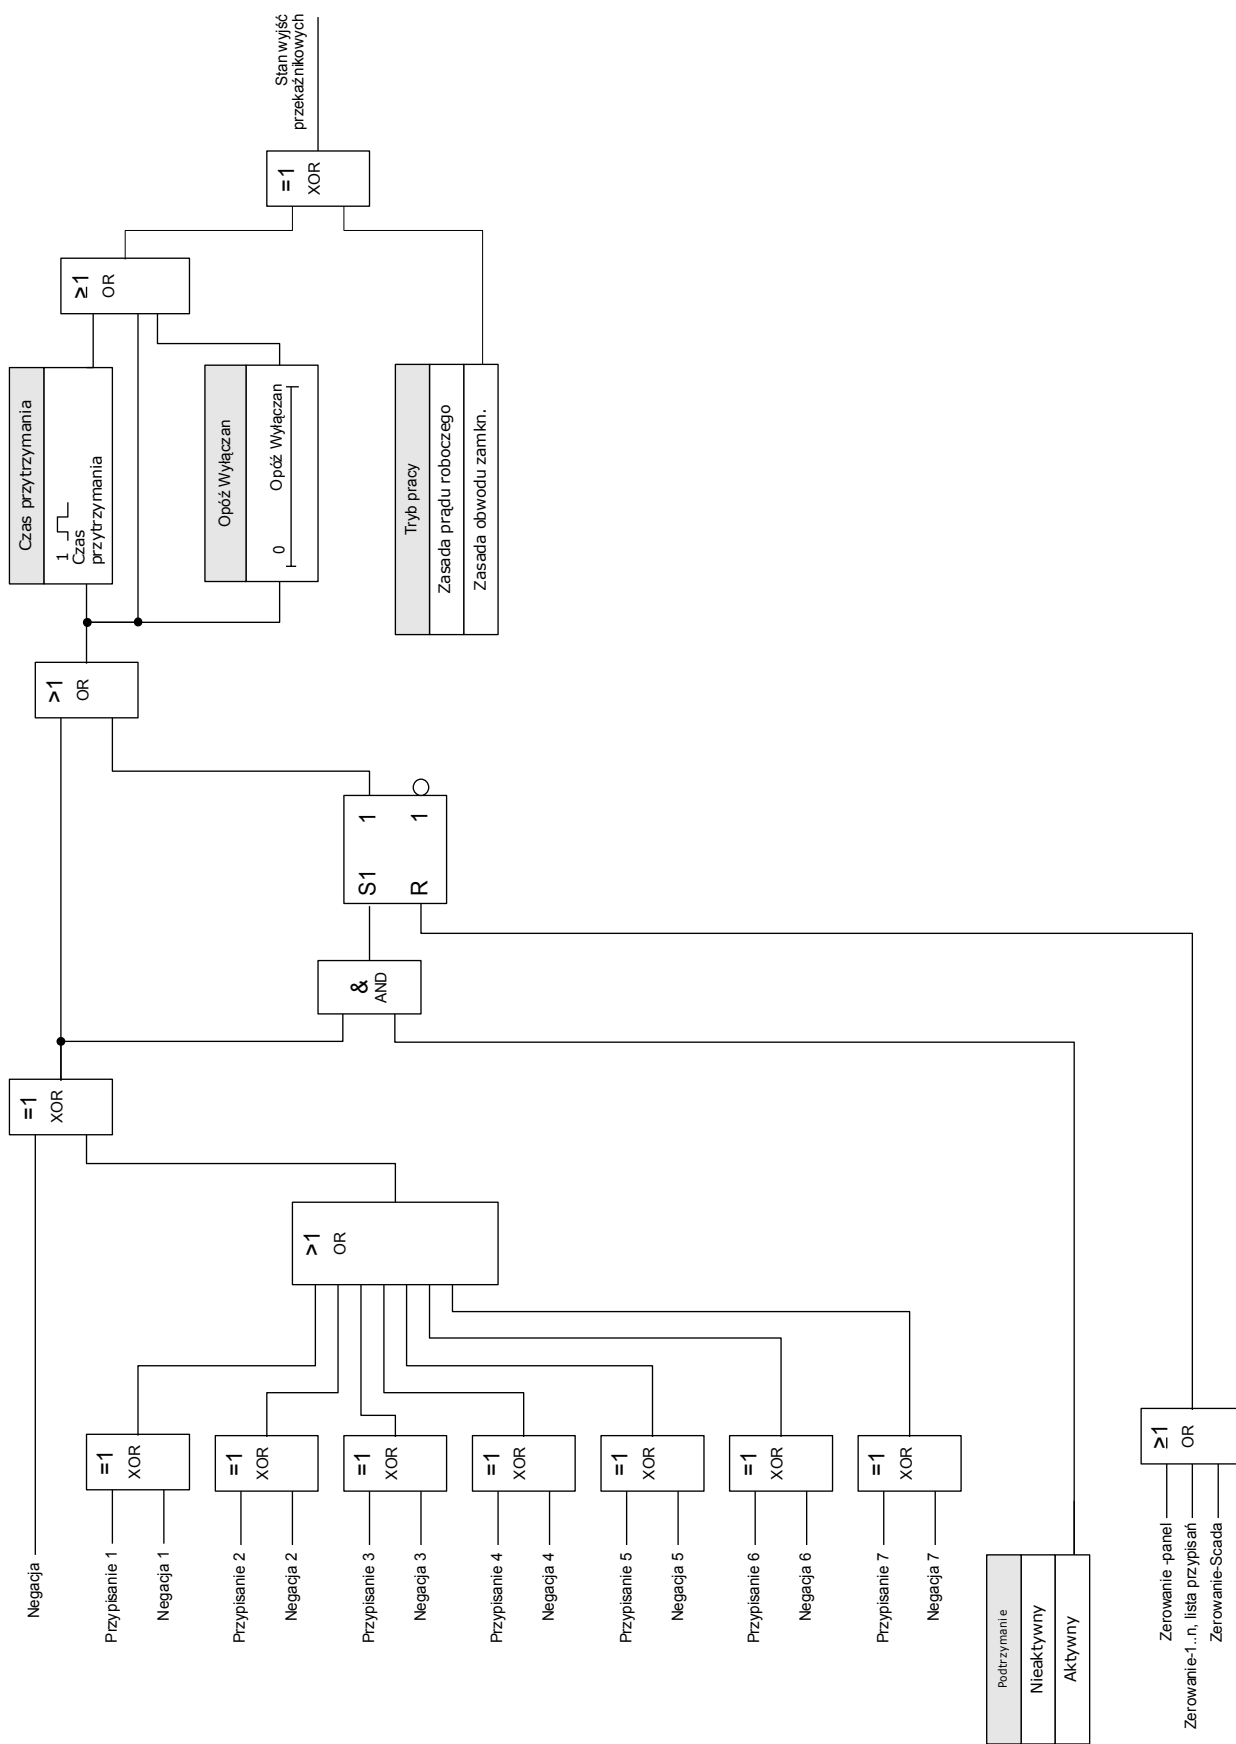 Negacja
Przypisanie 1
Negacja 1
=1
XOR
Przypisanie 2
Negacja 2
=1
XOR
Przypisanie 3
Negacja 3
=1
XOR
Przypisanie 4
Negacja 4
=1
XOR
Przypisanie 5
Negacja 5
=1
XOR
Przypisanie 6
Negacja 6
=1
XOR
Przypisanie 7
Negacja 7
=1
XOR
Podtrzymanie
Nieaktywny
Aktywny
Zerowanie -panel
Zerowanie-1..n, lista przypisań
Zerowanie-Scada
≥1
OR
>1
OR
=1
XOR
&
AND
S1 1
R 1
>1
OR
Czas przytrzymania
1
Czas
przytrzymania
Opóź Wyłączan
0 Opóź Wyłączan
Tryb pracy
Zasada prądu roboczego
Zasada obwodu zamkn.
≥1
OR
=1
XOR
Stan wyjść
przekaźnikowych